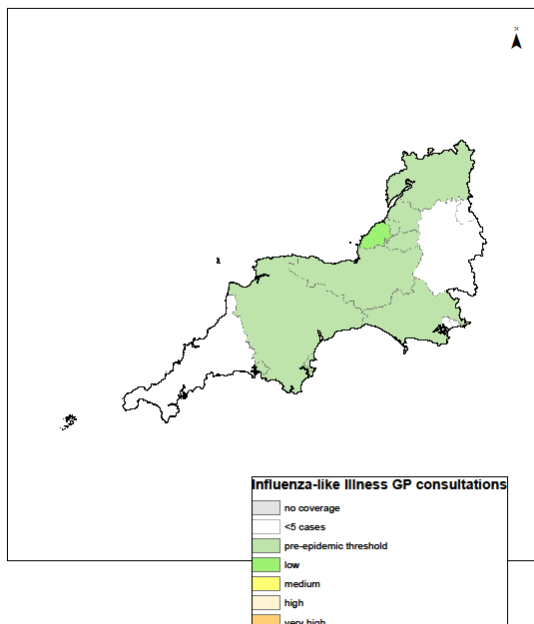 N
Influenza-like Illness GP consultations
no coverage
<5 cases
pre-epidemic threshold
low
medium
high
very high